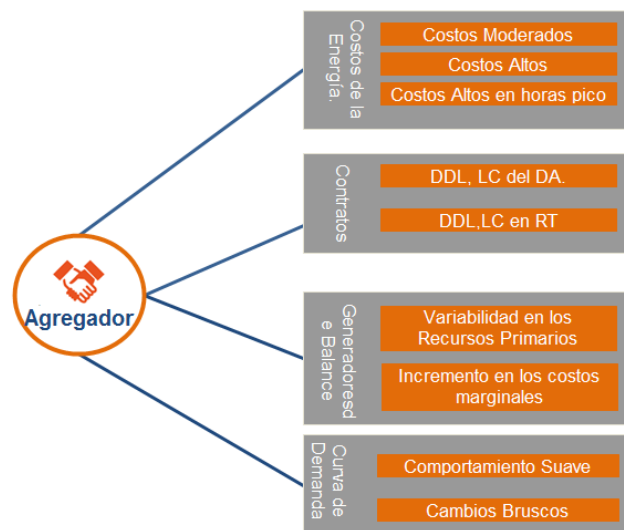 Costos de la
Energía.
Costos Moderados
Costos Altos
Costos Altos en horas pico
Contratos
DDL, LC del DA.
DDL,LC en RT
Agregador
Generadoresd
e Balance
Variabilidad en los
Recursos Primarios
Incremento en los costos
marginales
Curva de
Demanda
Comportamiento Suave
Cambios Bruscos